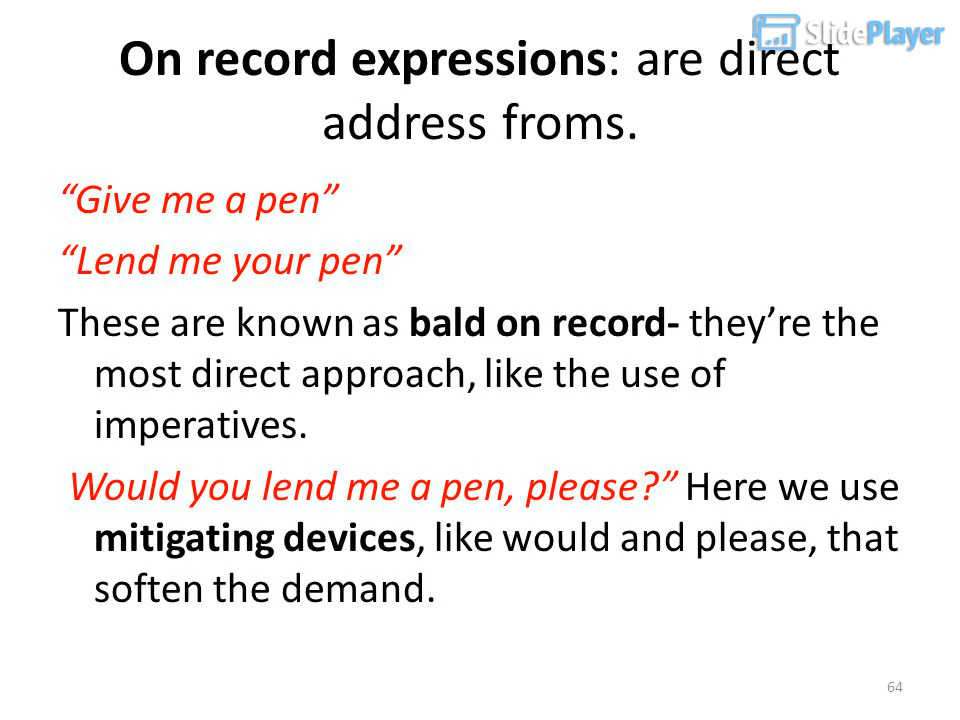 SlidePlayer
On record expressions: are direct
address froms.
“Give me a pen”
“Lend me your pen”
These are known as bald on record- they’re the
most direct approach, like the use of
imperatives.
Would you lend me a pen, please?” Here we use
mitigating devices, like would and please, that
soften the demand.
64